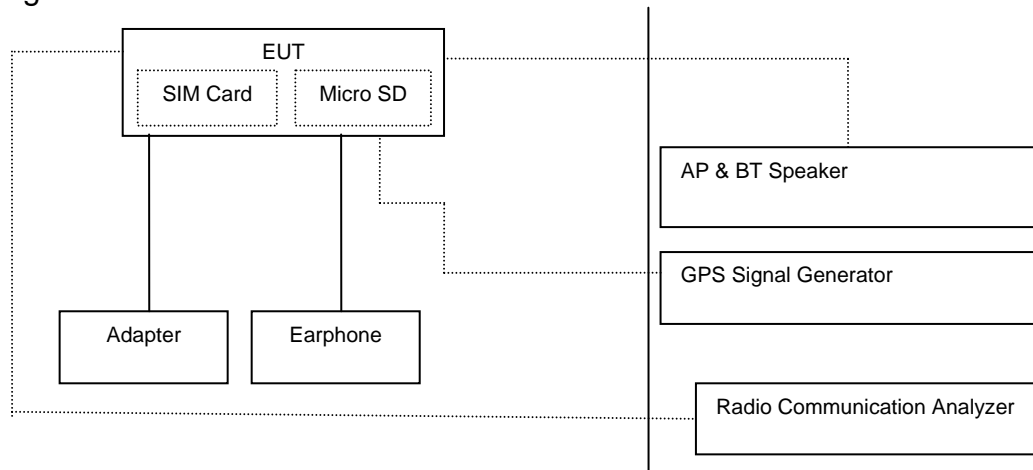 EUT
SIM Card
Micro SD
AP & BT Speaker
GPS Signal Generator
Adapter
Earphone
Radio Communication Analyzer